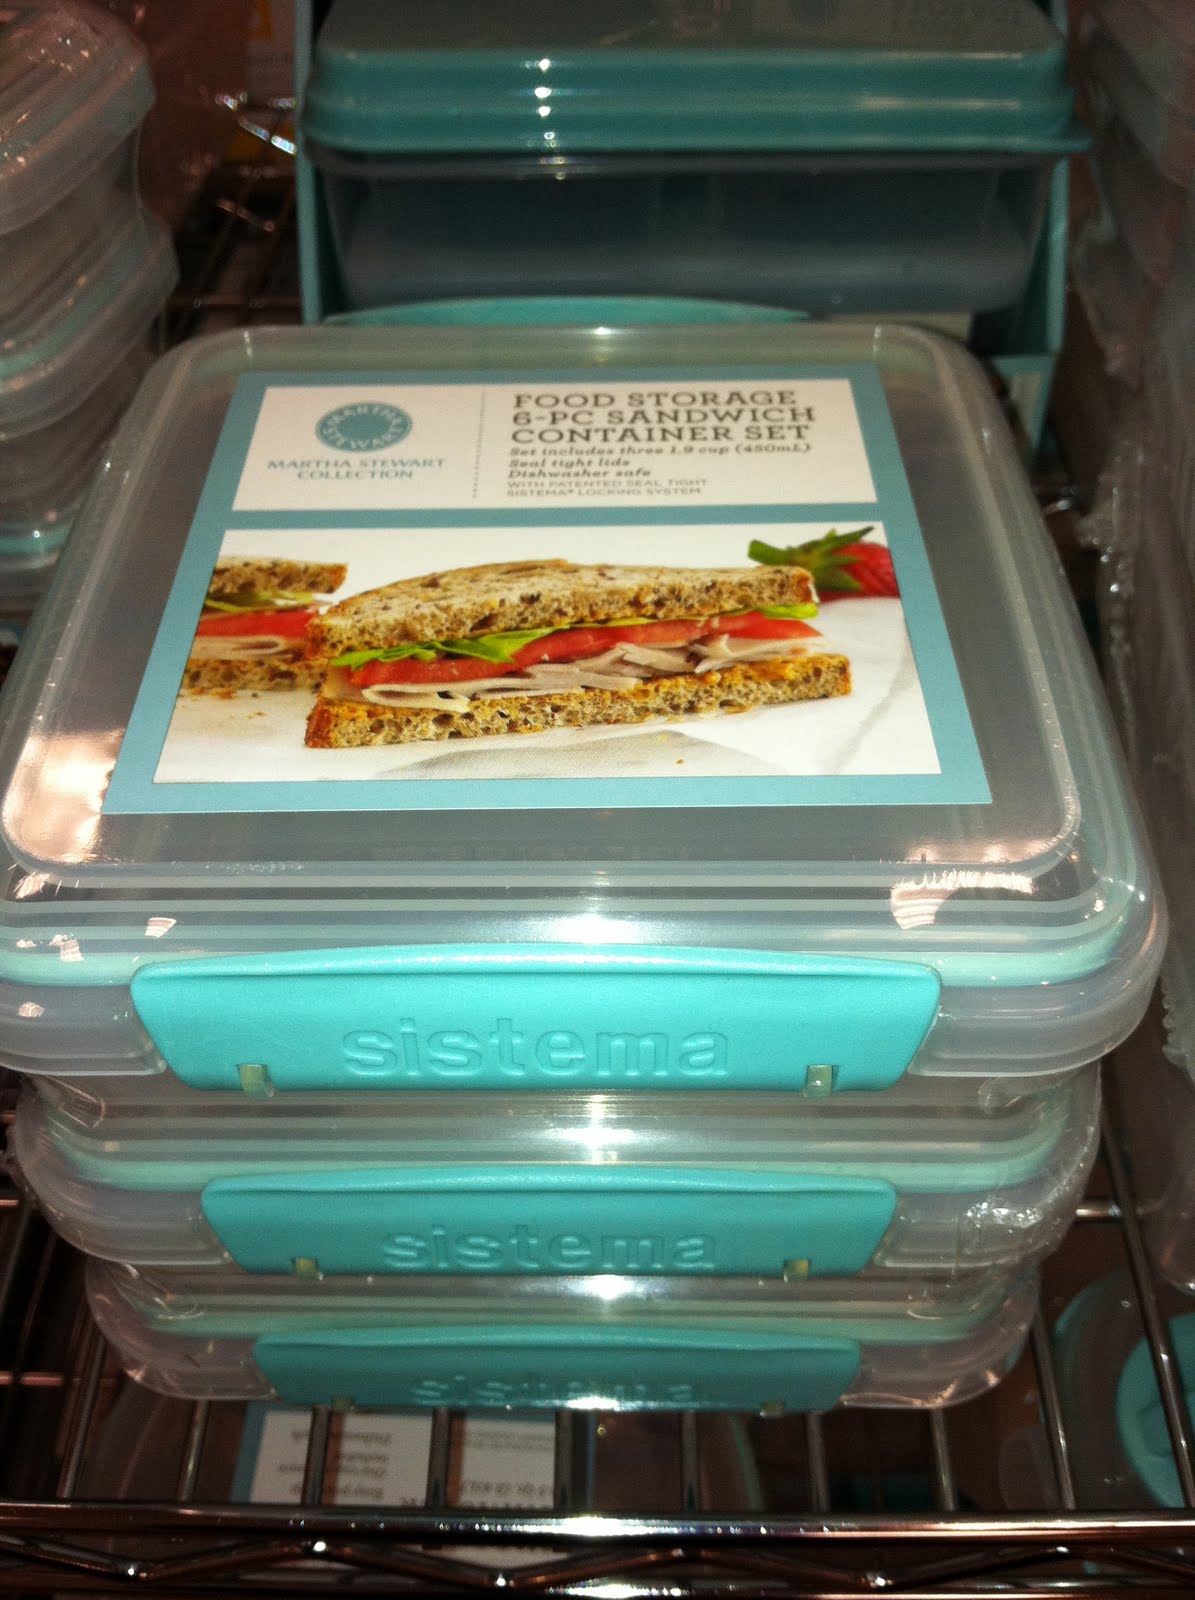 MARTHA
STEWART
MARTHA STEWART
COLLECTION
FOOD STORAGE
6-PC SANDWICH
CONTAINER SET
Set includes three 1.9 cup (450mL)
Seal tight lids
Dishwasher safe
WITH PATENTED SEAL TIGHT
SISTEMA® LOCKING SYSTEM
sistema
sistema
sistema